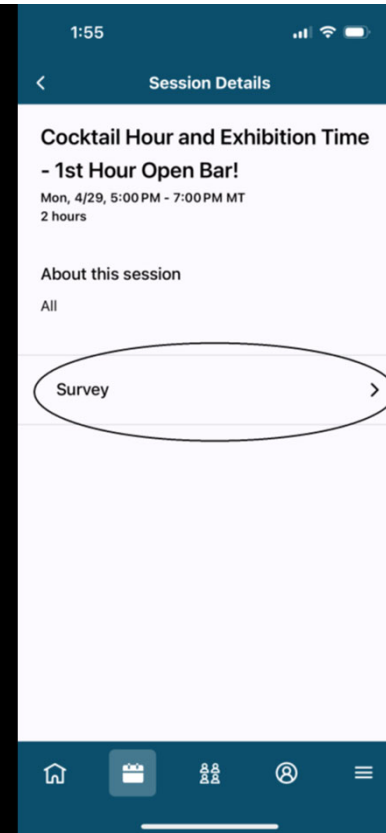 1:55
Session Details
Cocktail Hour and Exhibition Time
- 1st Hour Open Bar!
Mon, 4/29, 5:00 PM - 7:00 PM MT
2 hours
About this session
All
Survey